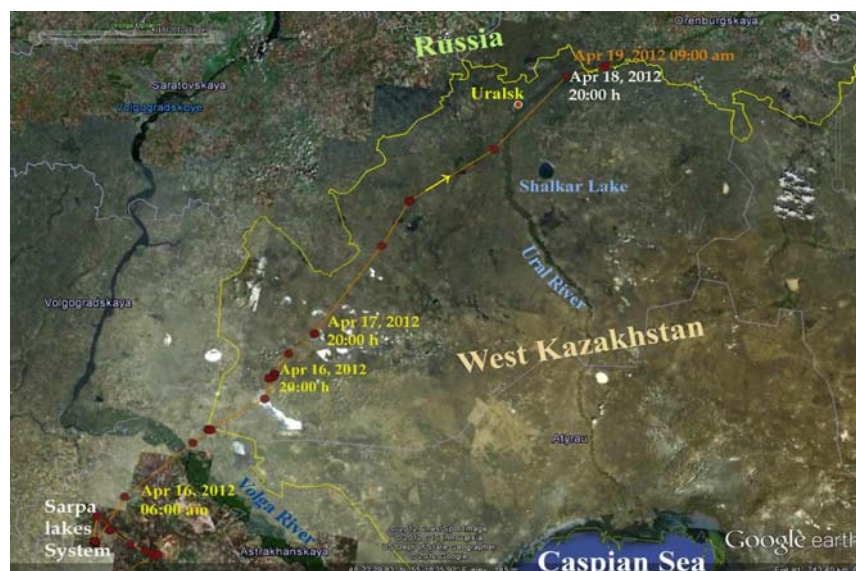 Orenburgskaya
Russia
Apr 19, 2012 09:00 am
Apr 18, 2012
20:00 h
Saratovskaya
Uralsk
Volgogradskoye
Shalkar Lake
Ural River
Volgogradskaya
Apr 17, 2012
20:00 h
West Kazakhstan
Apr 16, 2012
20:00 h
Atyrau
Apr 16, 2012
06:00 am
Sarpa
lakes
System
Volga River
Astrakhanskaya
Google earth
Caspian Sea